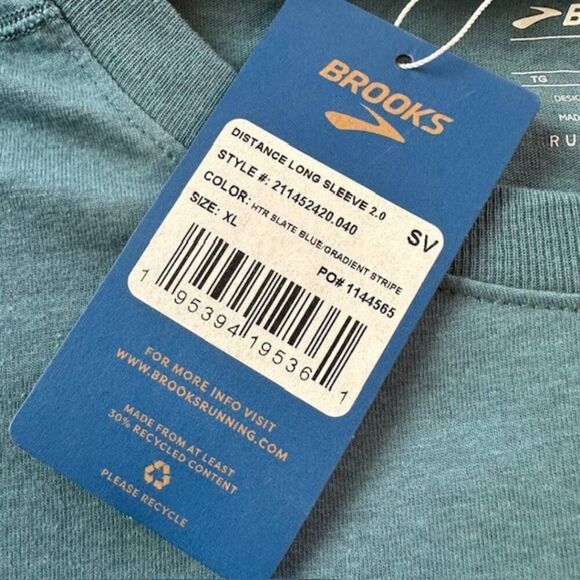 BROOKS
DISTANCE LONG SLEEVE 2.0
STYLE #: 211452420.040
COLOR: HTR SLATE BLUE/GRADIENT STRIPE
SIZE: XL
SV
PO# 1144565
1 95394 19536 1
FOR MORE INFO VISIT
WWW.BROOKSRUNNING.COM
MADE FROM AT LEAST
30% RECYCLED CONTENT
PLEASE RECYCLE
TG